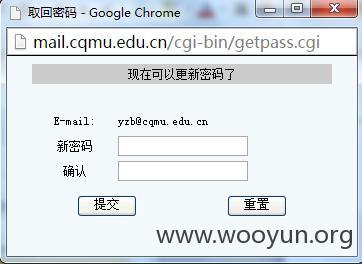 取回密码 - Google Chrome
mail.cqmu.edu.cn/cgi-bin/getpass.cgi
现在可以更新密码了
E-mail: yzb@cqmu.edu.cn
新密码
确认
提交 重置
www.wooyun.org